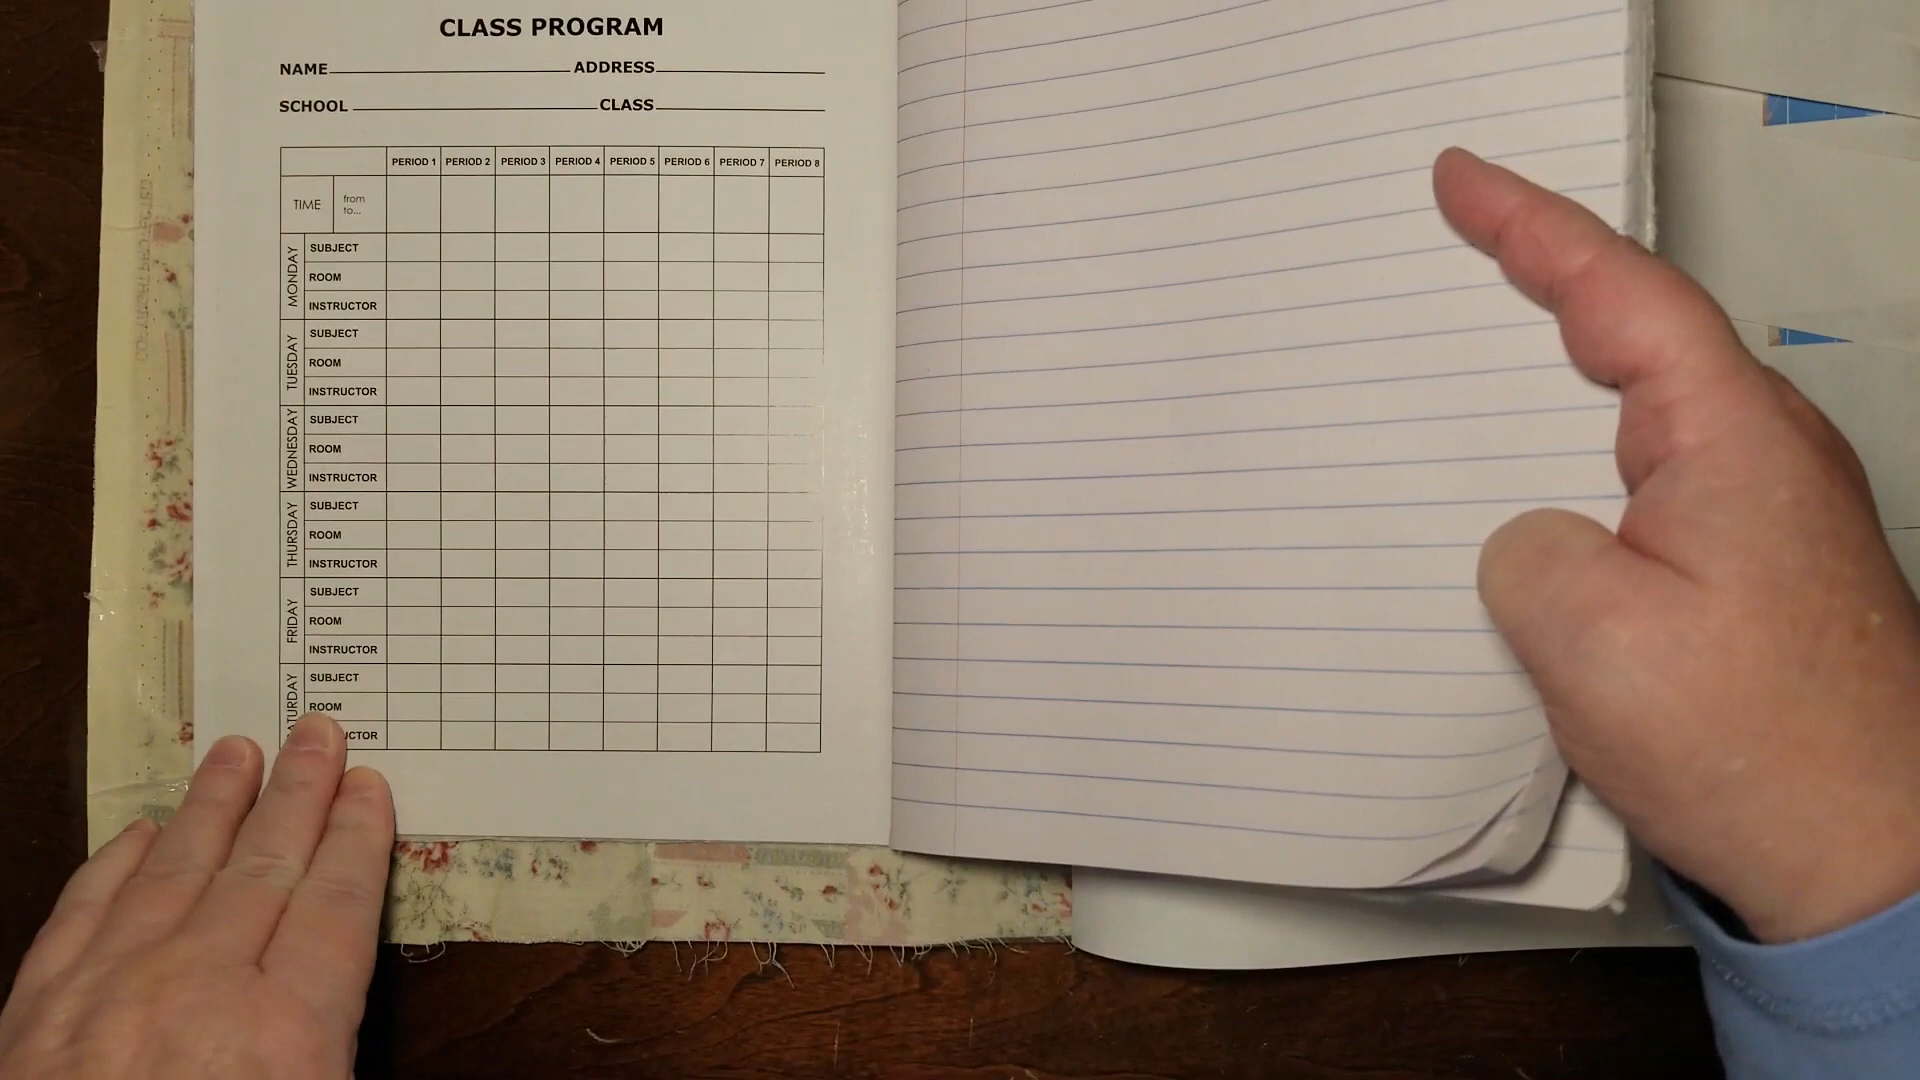 CLASS PROGRAM
NAME ADDRESS
SCHOOL CLASS
PERIOD 1 PERIOD 2 PERIOD 3 PERIOD 4 PERIOD 5 PERIOD 6 PERIOD 7 PERIOD 8
TIME from to...
MONDAY
SUBJECT
ROOM
INSTRUCTOR
TUESDAY
SUBJECT
ROOM
INSTRUCTOR
WEDNESDAY
SUBJECT
ROOM
INSTRUCTOR
THURSDAY
SUBJECT
ROOM
INSTRUCTOR
FRIDAY
SUBJECT
ROOM
INSTRUCTOR
ATURDAY
SUBJECT
ROOM
UCTOR